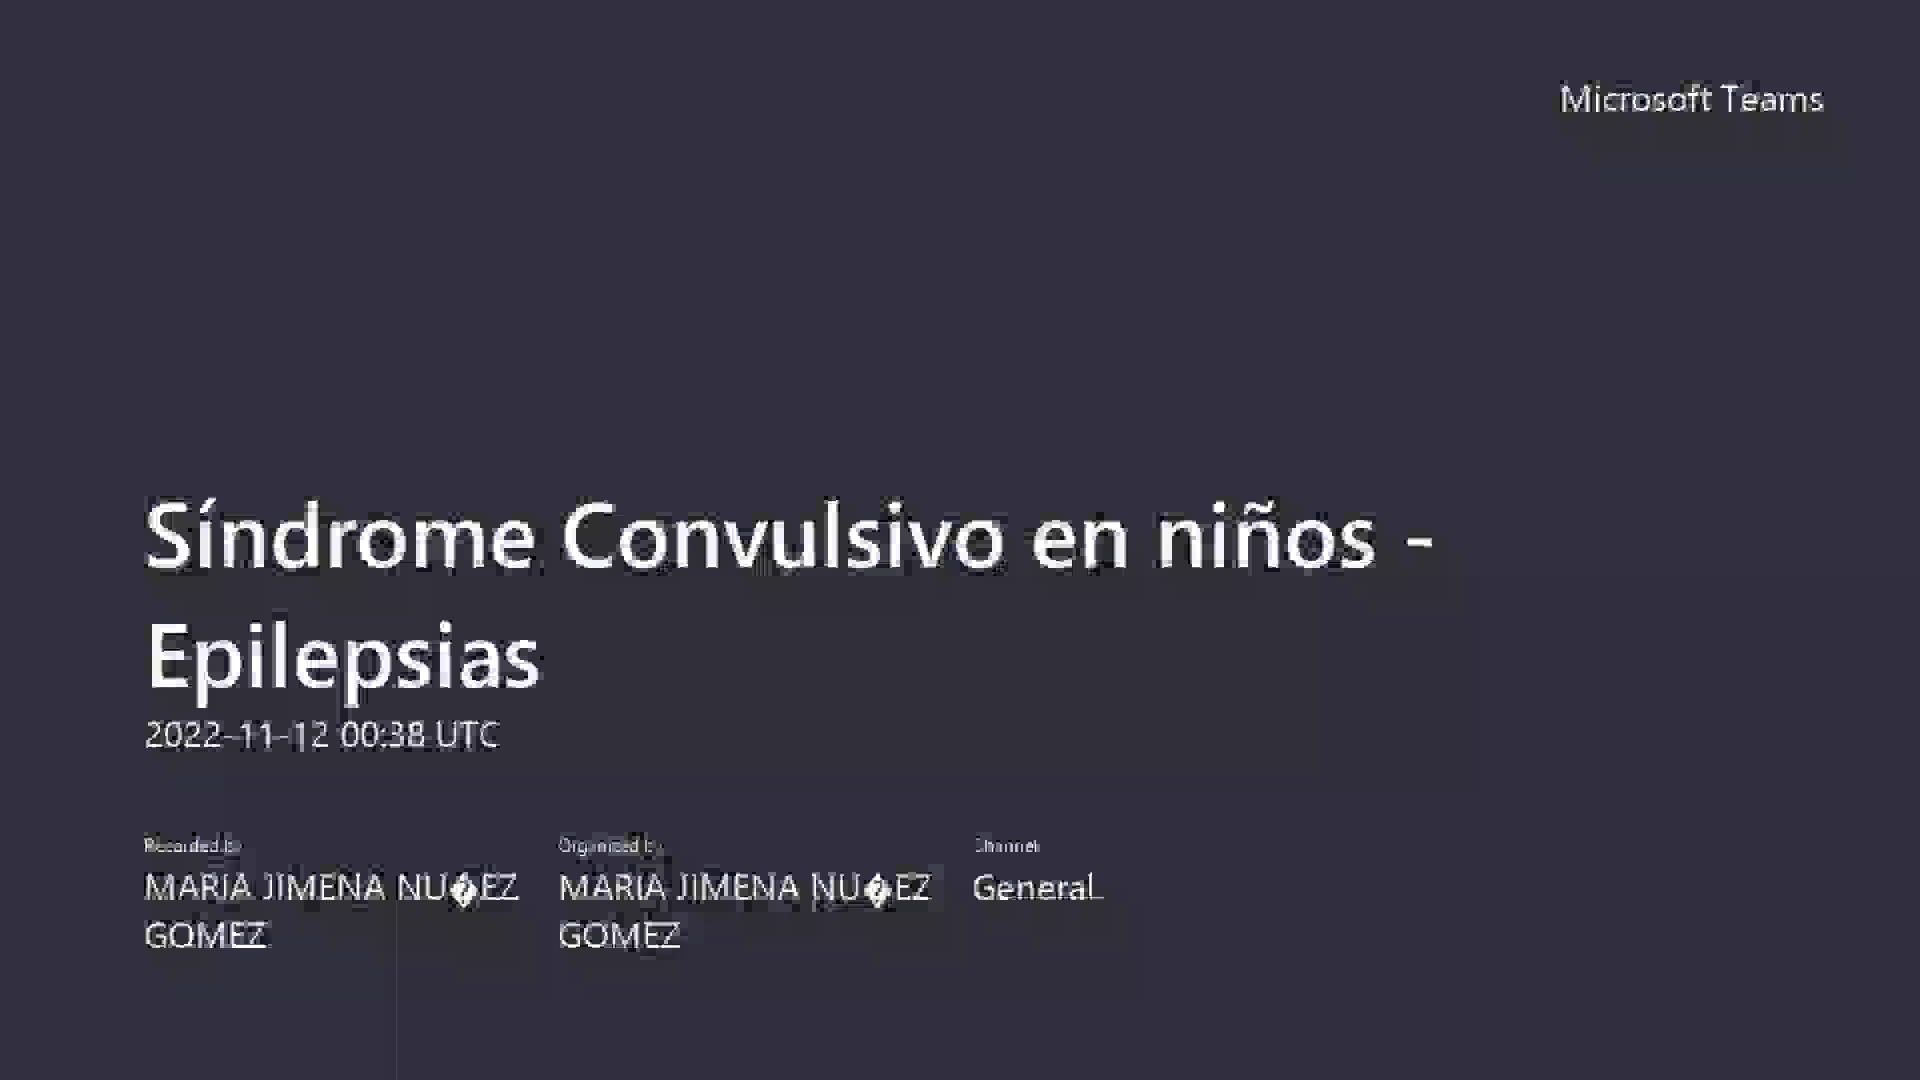 Microsoft Teams
Síndrome Convulsivo en niños -
Epilepsias
2022-11-12 00:38 UTC
Recorded by
Organized by
Channel
MARIA JIMENA NU�EZ
GOMEZ
MARIA JIMENA NU�EZ
GOMEZ
General